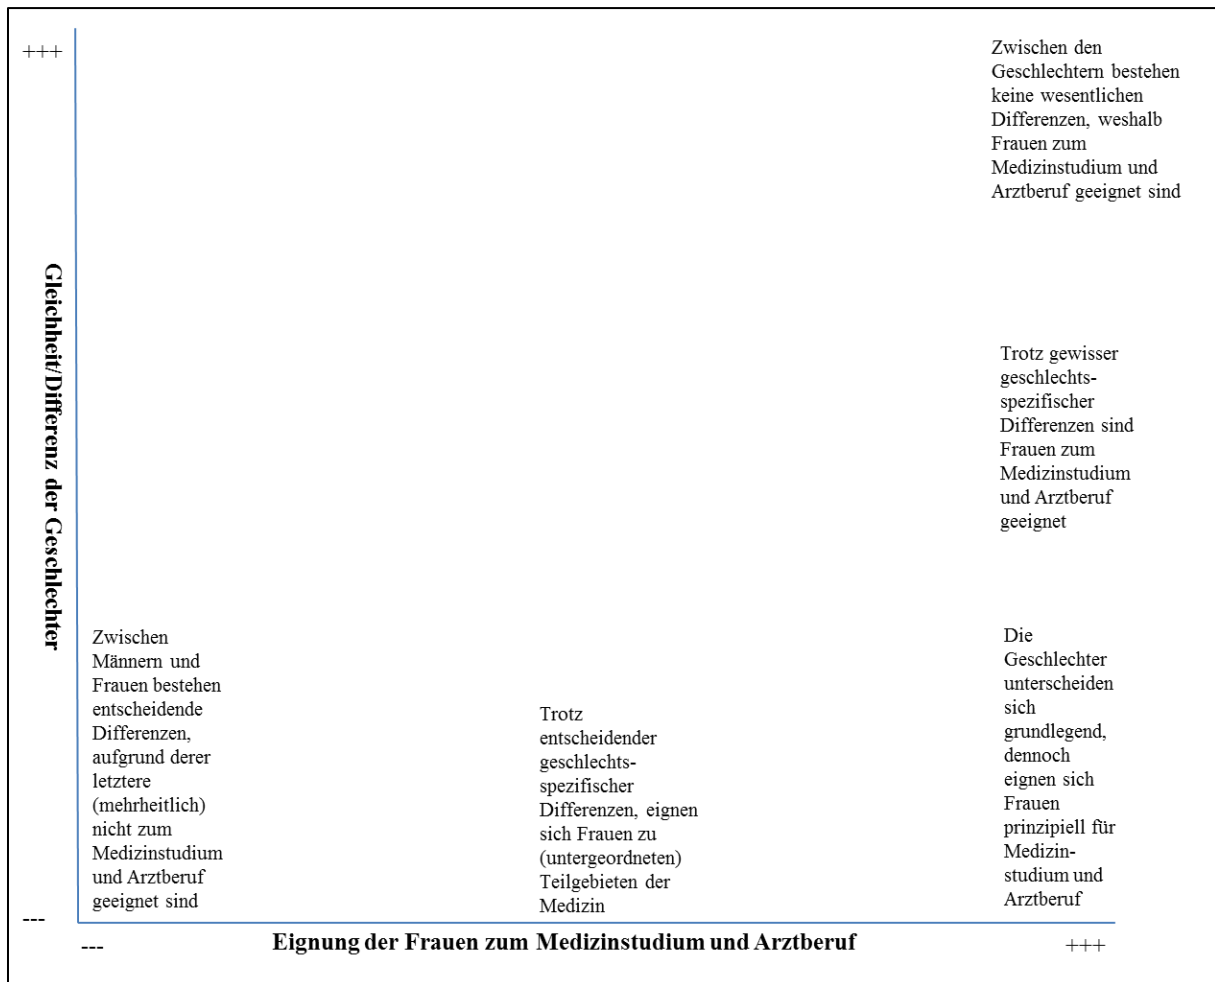 +++
Zwischen den
Geschlechtern bestehen
keine wesentlichen
Differenzen, weshalb
Frauen zum
Medizinstudium und
Arztberuf geeignet sind
Gleichheit/Differenz der Geschlechter
Trotz gewisser
geschlechts-
spezifischer
Differenzen sind
Frauen zum
Medizinstudium
und Arztberuf
geeignet
Zwischen
Männern und
Frauen bestehen
entscheidende
Differenzen,
aufgrund derer
letztere
(mehrheitlich)
nicht zum
Medizinstudium
und Arztberuf
geeignet sind
Trotz
entscheidender
geschlechts-
spezifischer
Differenzen, eignen
sich Frauen zu
(untergeordneten)
Teilgebieten der
Medizin
Die
Geschlechter
unterscheiden
sich
grundlegend,
dennoch
eignen sich
Frauen
prinzipiell für
Medizin-
studium und
Arztberuf
---
---
Eignung der Frauen zum Medizinstudium und Arztberuf
+++